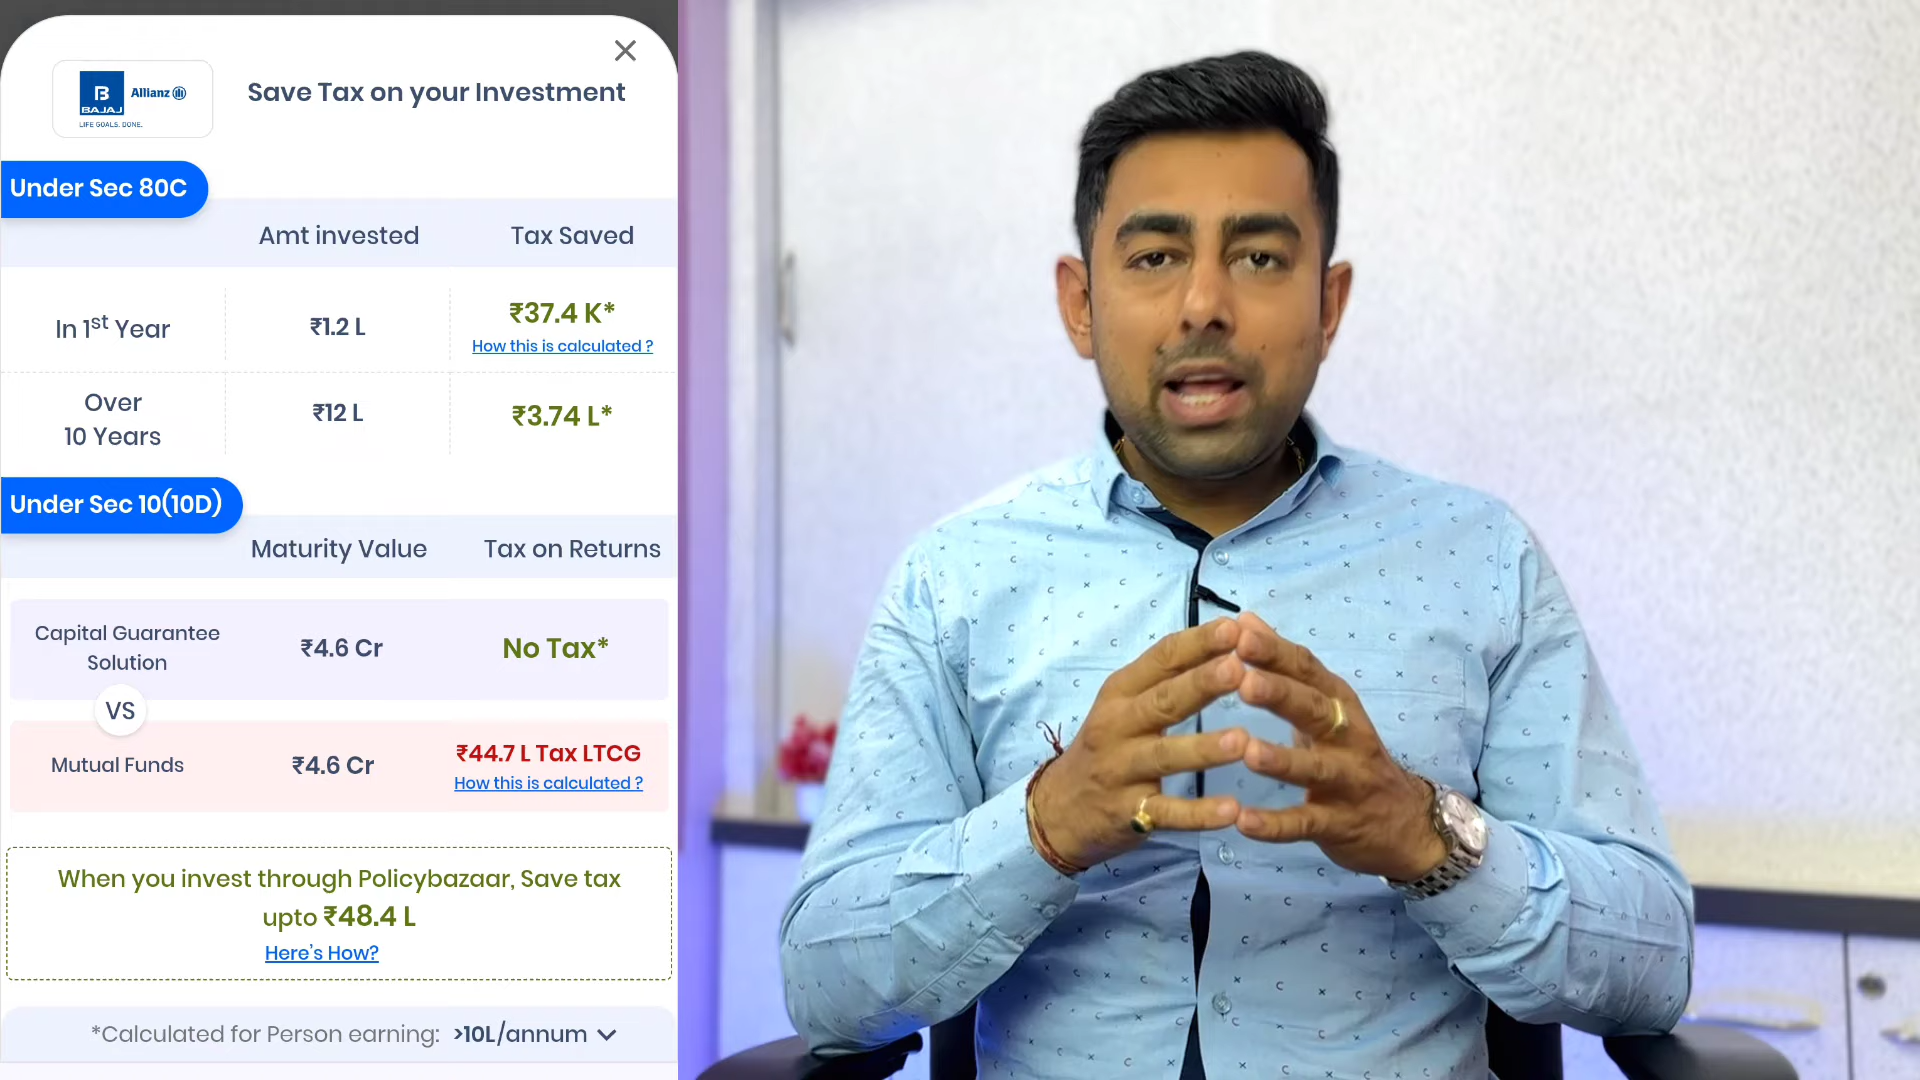 B
BAJAJ
Allianz
LIFE GOALS. DONE.
Save Tax on your Investment
Under Sec 80C
Amt invested Tax Saved
In 1st Year ₹1.2 L ₹37.4 K*
How this is calculated ?
Over
10 Years ₹12 L ₹3.74 L*
Under Sec 10(10D)
Maturity Value Tax on Returns
Capital Guarantee
Solution ₹4.6 Cr No Tax*
VS
Mutual Funds ₹4.6 Cr ₹44.7 L Tax LTCG
How this is calculated ?
When you invest through Policybazaar, Save tax
upto ₹48.4 L
Here's How?
*Calculated for Person earning: >10L/annum